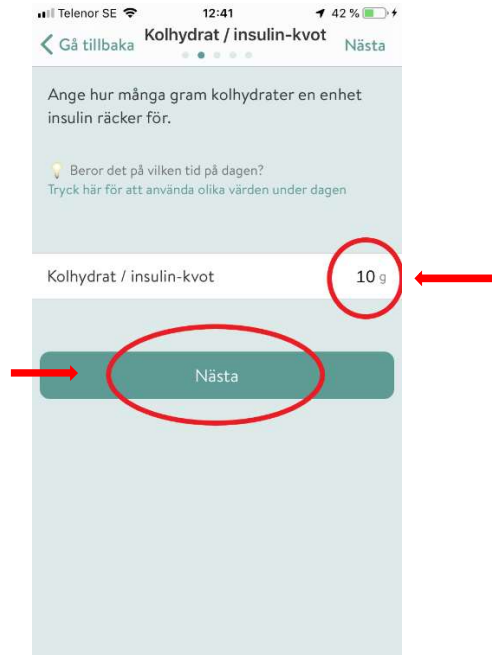 Telenor SE 12:41 42 %
Gå tillbaka Kolhydrat / insulin-kvot Nästa
Ange hur många gram kolhydrater en enhet
insulin räcker för.
Beror det på vilken tid på dagen?
Tryck här för att använda olika värden under dagen
Kolhydrat / insulin-kvot 10 g
Nästa